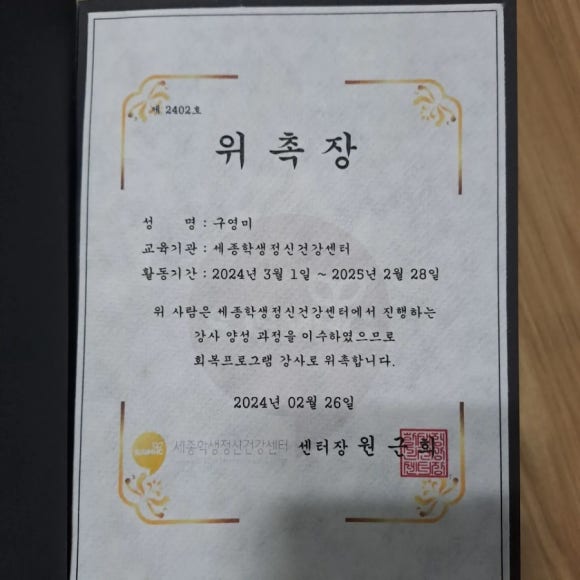 제 2402호
위 촉 장
성 명 : 구영미
교육기관 : 세종학생정신건강센터
활동기간 : 2024년 3월 1일 ~ 2025년 2월 28일
위 사람은 세종학생정신건강센터에서 진행하는
강사 양성 과정을 이수하였으므로
회복프로그램 강사로 위촉합니다.
2024년 02월 26일
세종학생정신건강센터 센터장 원 근 희